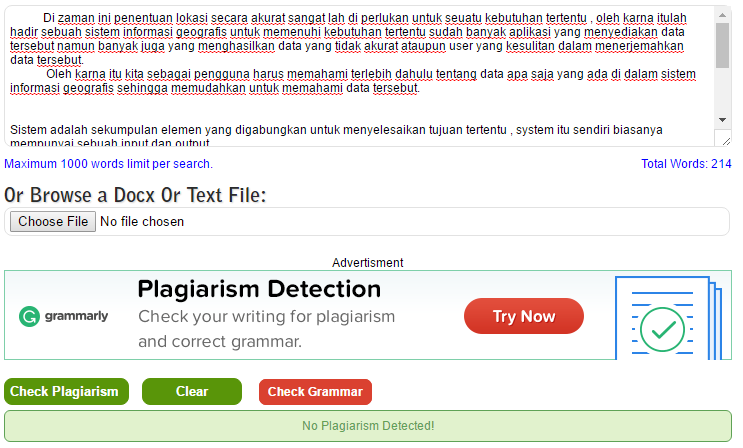 Di zaman ini penentuan lokasi secara akurat sangat lah di perlukan untuk seuatu kebutuhan tertentu , oleh karna itulah
hadir sebuah sistem informasi geografis untuk memenuhi kebutuhan tertentu sudah banyak aplikasi yang menyediakan data
tersebut namun banyak juga yang menghasilkan data yang tidak akurat ataupun user yang kesulitan dalam menerjemahkan
data tersebut.
Oleh karna itu kita sebagai pengguna harus memahami terlebih dahulu tentang data apa saja yang ada di dalam sistem
informasi geografis sehingga memudahkan untuk memahami data tersebut.
Sistem adalah sekumpulan elemen yang digabungkan untuk menyelesaikan tujuan tertentu , system itu sendiri biasanya
mempunyai sebuah input dan output
Maximum 1000 words limit per search. Total Words: 214
Or Browse a Docx Or Text File:
Choose File No file chosen
Advertisment
grammarly
Plagiarism Detection
Check your writing for plagiarism
and correct grammar.
Try Now
Check Plagiarism Clear Check Grammar
No Plagiarism Detected!